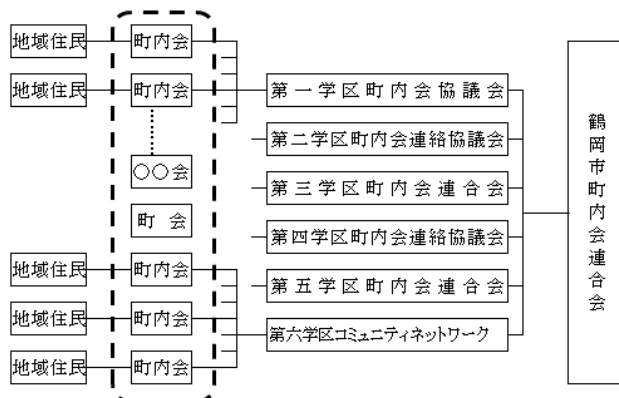 地域住民
町内会
地域住民
町内会
○○会
町 会
地域住民
町内会
地域住民
町内会
地域住民
町内会
第一学区町内会協議会
第二学区町内会連絡協議会
第三学区町内会連合会
第四学区町内会連絡協議会
第五学区町内会連合会
第六学区コミュニティネットワーク
鶴岡市町内会連合会